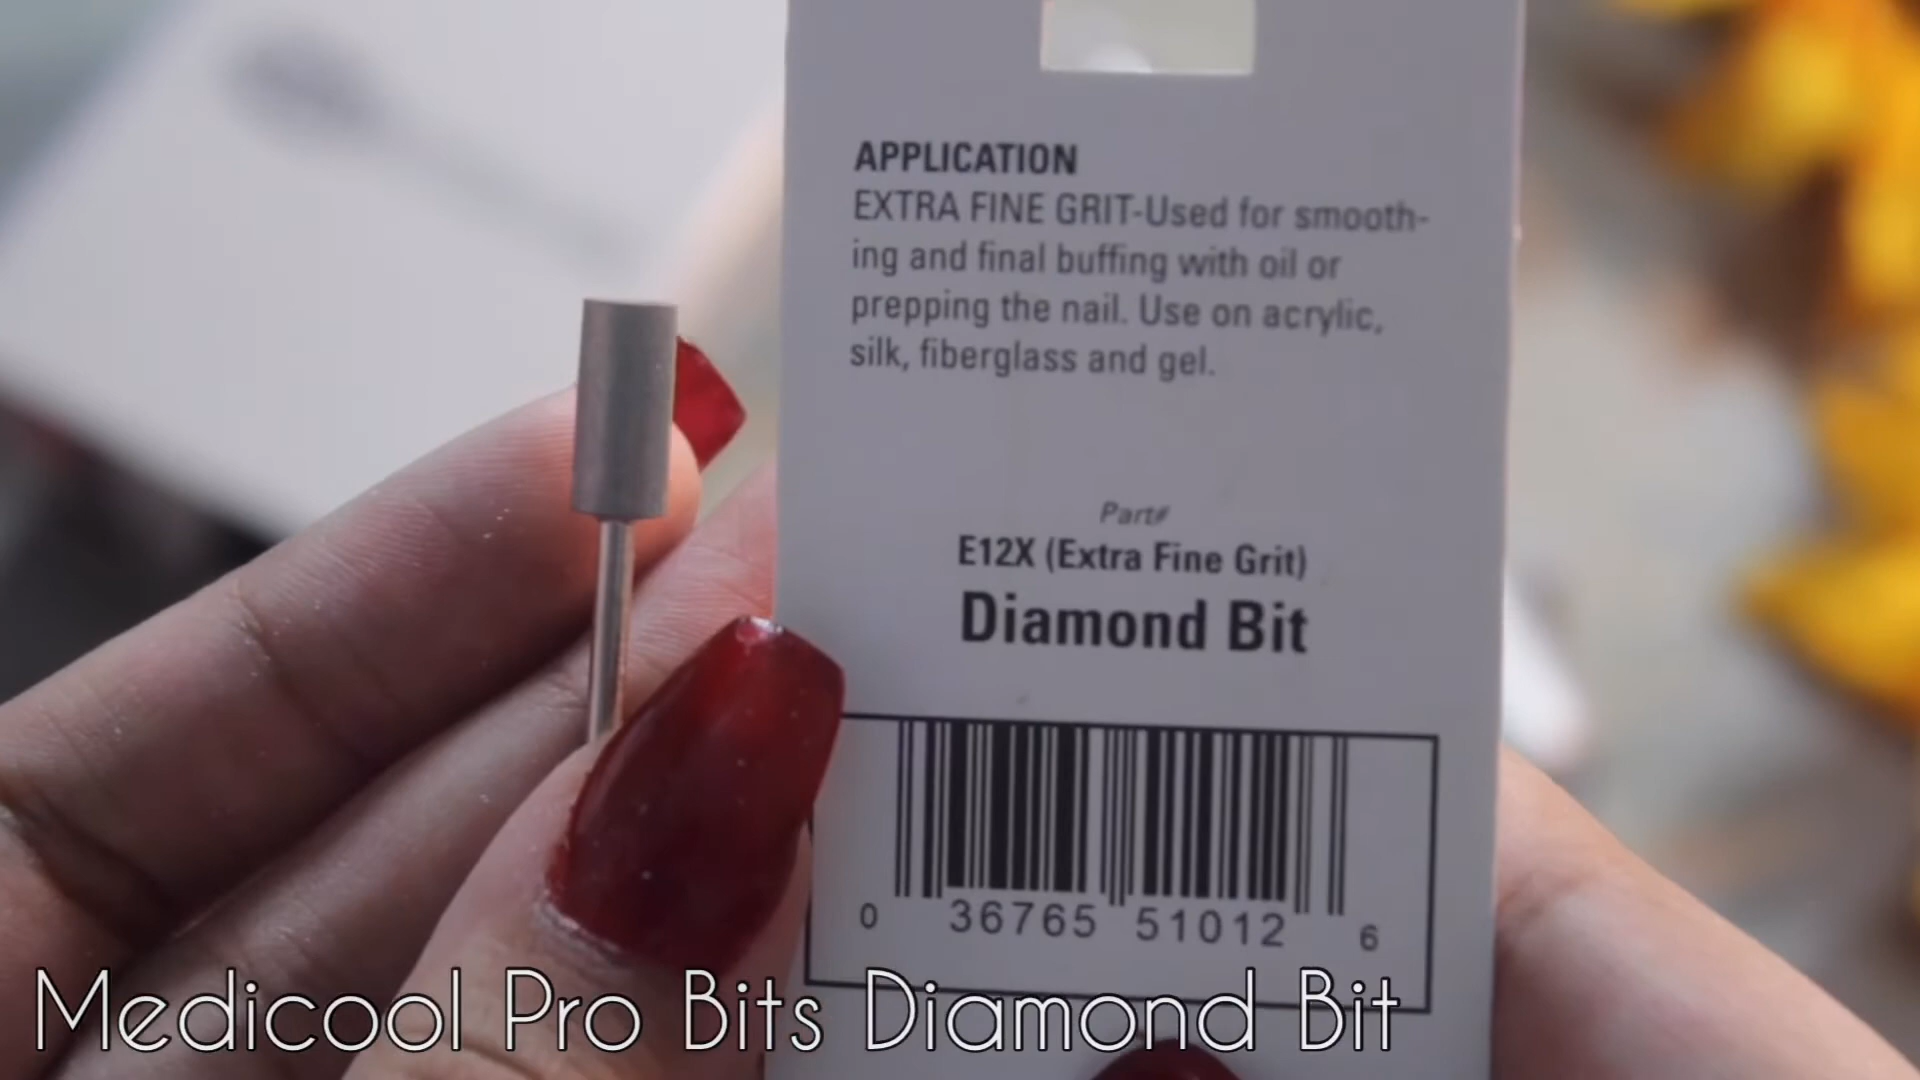 APPLICATION
EXTRA FINE GRIT-Used for smooth-
ing and final buffing with oil or
prepping the nail. Use on acrylic,
silk, fiberglass and gel.
Part#
E12X (Extra Fine Grit)
Diamond Bit
0 36765 51012 6
Medicool Pro Bits Diamond Bit